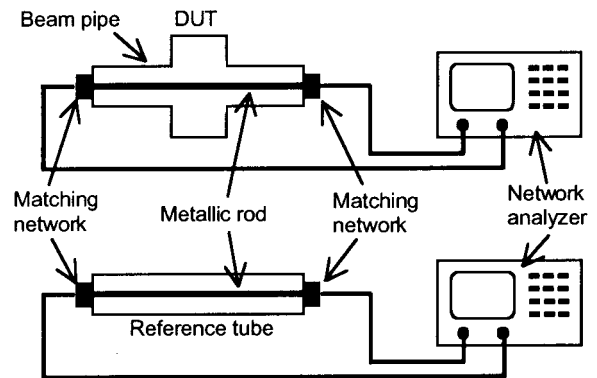 Beam pipe
DUT
Matching
network
Metallic rod
Matching
network
Network
analyzer
Reference tube